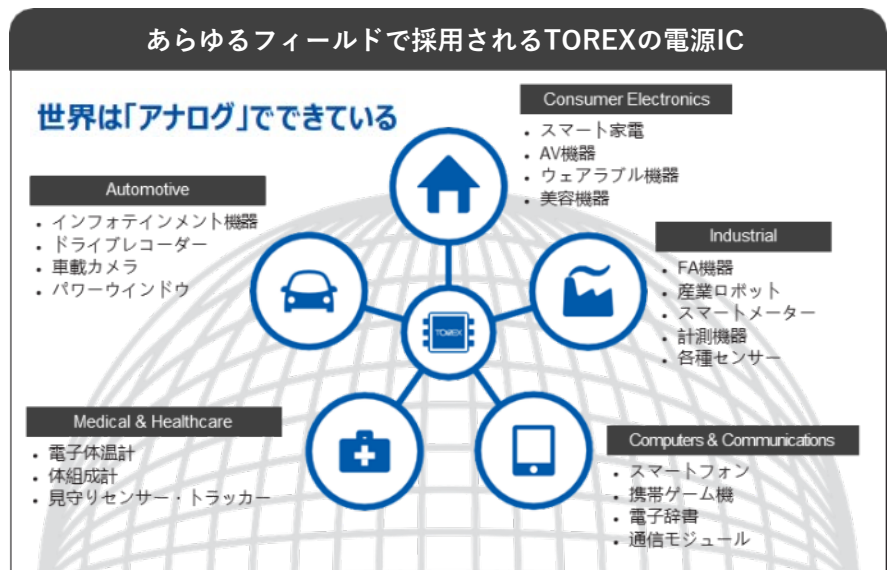 あらゆるフィールドで採用されるTOREXの電源IC
世界は「アナログ」でできている
Consumer Electronics
・スマート家電
・AV機器
・ウェアラブル機器
・美容機器
Automotive
・インフォテインメント機器
・ドライブレコーダー
・車載カメラ
・パワーウインドウ
Industrial
・FA機器
・産業ロボット
・スマートメーター
・計測機器
・各種センサー
TOREX
Medical & Healthcare
・電子体温計
・体組成計
・見守りセンサー・トラッカー
Computers & Communications
・スマートフォン
・携帯ゲーム機
・電子辞書
・通信モジュール